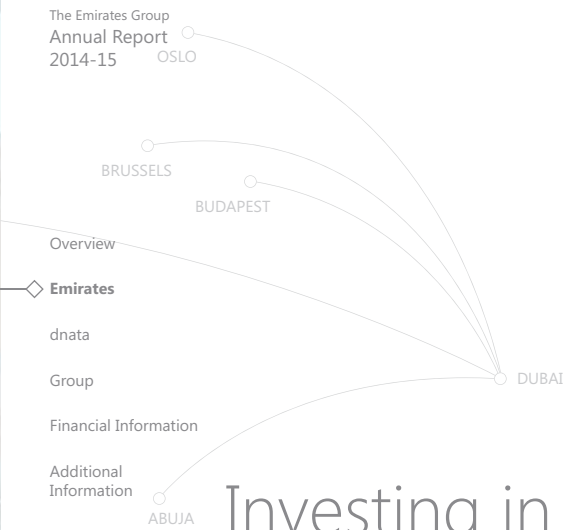 The Emirates Group
Annual Report
2014-15
OSLO
BRUSSELS
BUDAPEST
Overview
Emirates
dnata
DUBAI
Group
Financial Information
Additional
Information
ABUJA
Investing in